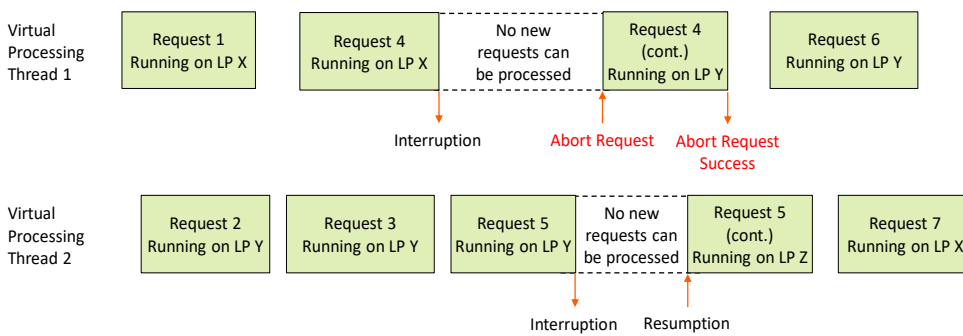 Virtual
Processing
Thread 1
Request 1
Running on LP X
Request 4
Running on LP X
No new
requests can
be processed
Request 4
(cont.)
Running on LP Y
Request 6
Running on LP Y
Interruption
Abort Request
Abort Request
Success
Virtual
Processing
Thread 2
Request 2
Running on LP Y
Request 3
Running on LP Y
Request 5
Running on LP Y
No new
requests can
be processed
Request 5
(cont.)
Running on LP Z
Request 7
Running on LP X
Interruption
Resumption